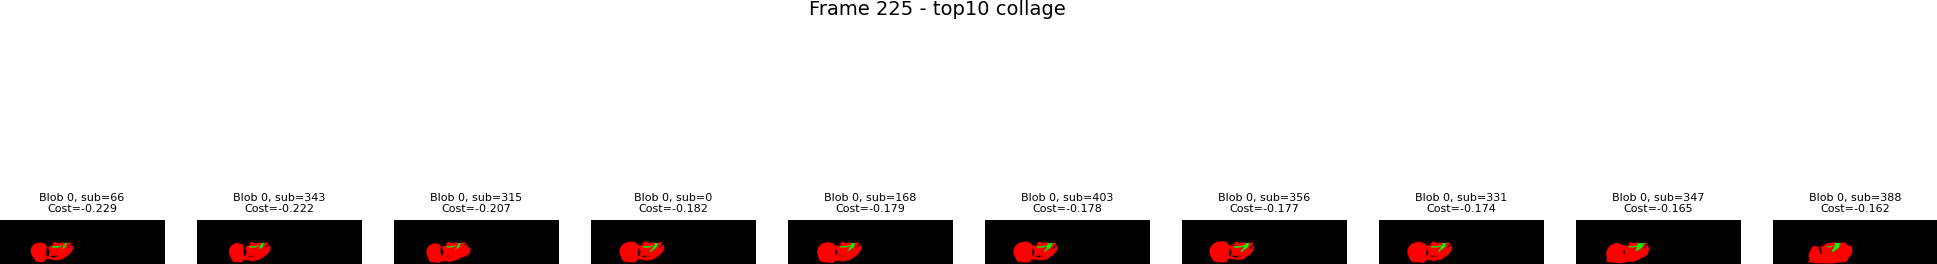 Frame 225 - top10 collage
Blob 0, sub=66
Cost=-0.229
Blob 0, sub=343
Cost=-0.222
Blob 0, sub=315
Cost=-0.207
Blob 0, sub=0
Cost=-0.182
Blob 0, sub=168
Cost=-0.179
Blob 0, sub=403
Cost=-0.178
Blob 0, sub=356
Cost=-0.177
Blob 0, sub=331
Cost=-0.174
Blob 0, sub=347
Cost=-0.165
Blob 0, sub=388
Cost=-0.162